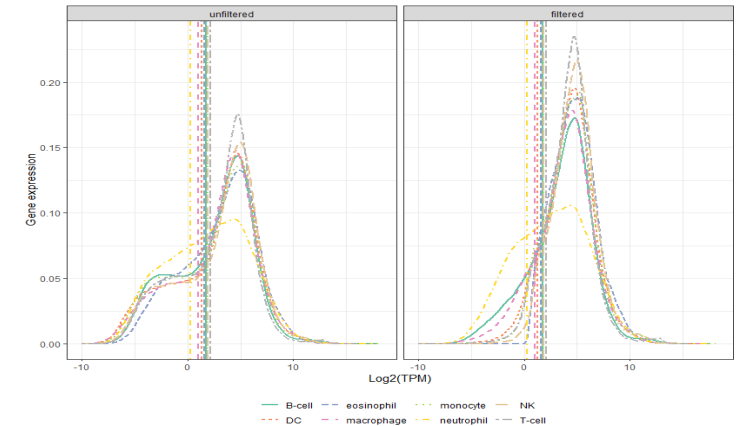 unfiltered filtered
0.20
0.15
0.10
0.05
0.00
Gene expression
-10 0 10 -10 0 10
Log2(TPM)
B-cell eosinophil monocyte NK
DC macrophage neutrophil T-cell